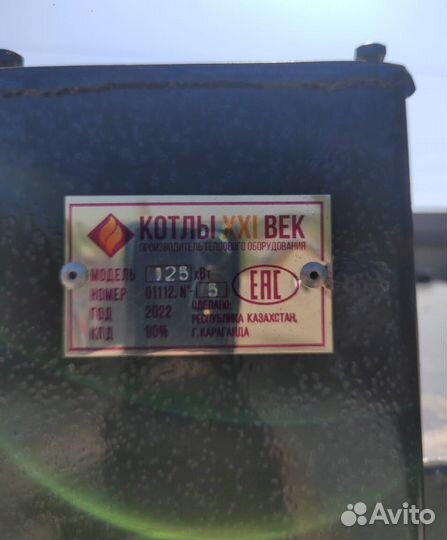 КОТЛЫ XXI ВЕК
ПРОИЗВОДИТЕЛЬ ТЕПЛОВОГО ОБОРУДОВАНИЯ
МОДЕЛЬ 125 кВт
НОМЕР 01112. № 5
ГОД 2022
КПД 90%
ЕАС
СДЕЛАНО:
РЕСПУБЛИКА КАЗАХСТАН,
Г. КАРАГАНДА
Avito